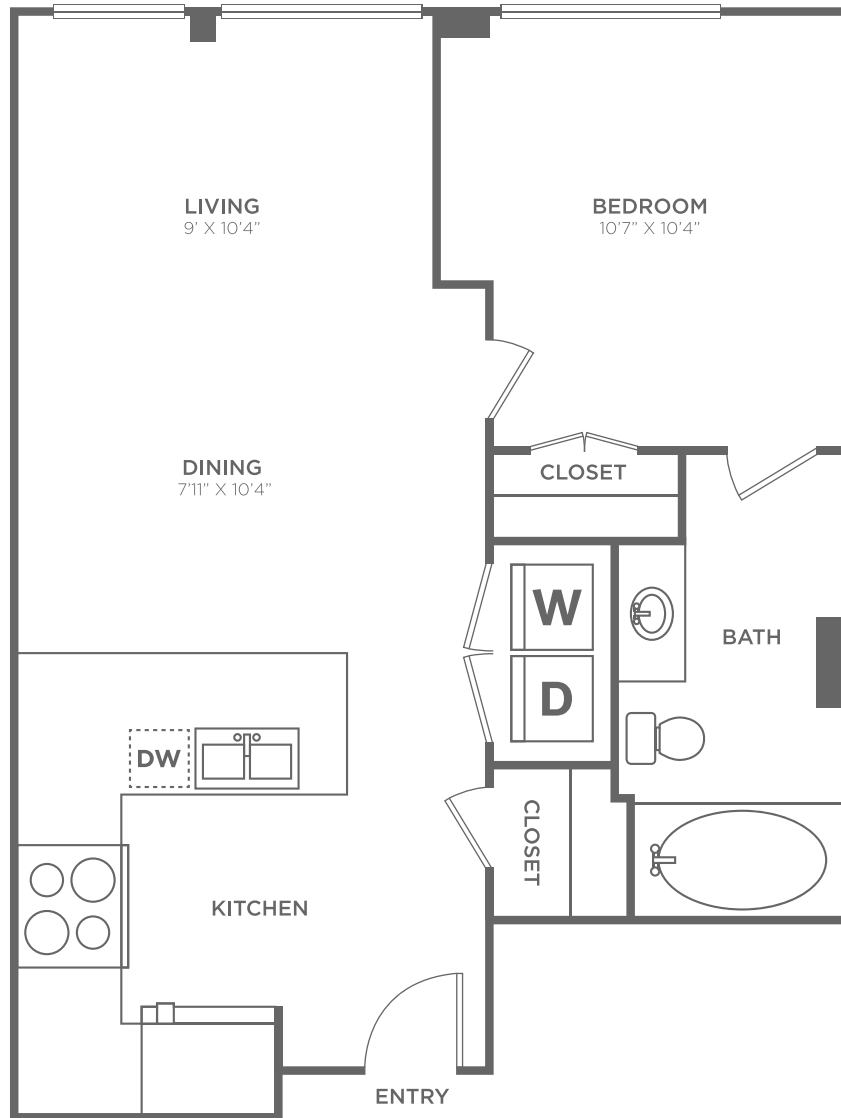 LIVING
9’ X 10’4”
BEDROOM
10’7” X 10’4”
DINING
7’11” X 10’4”
CLOSET
W
D
BATH
DW
CLOSET
KITCHEN
ENTRY